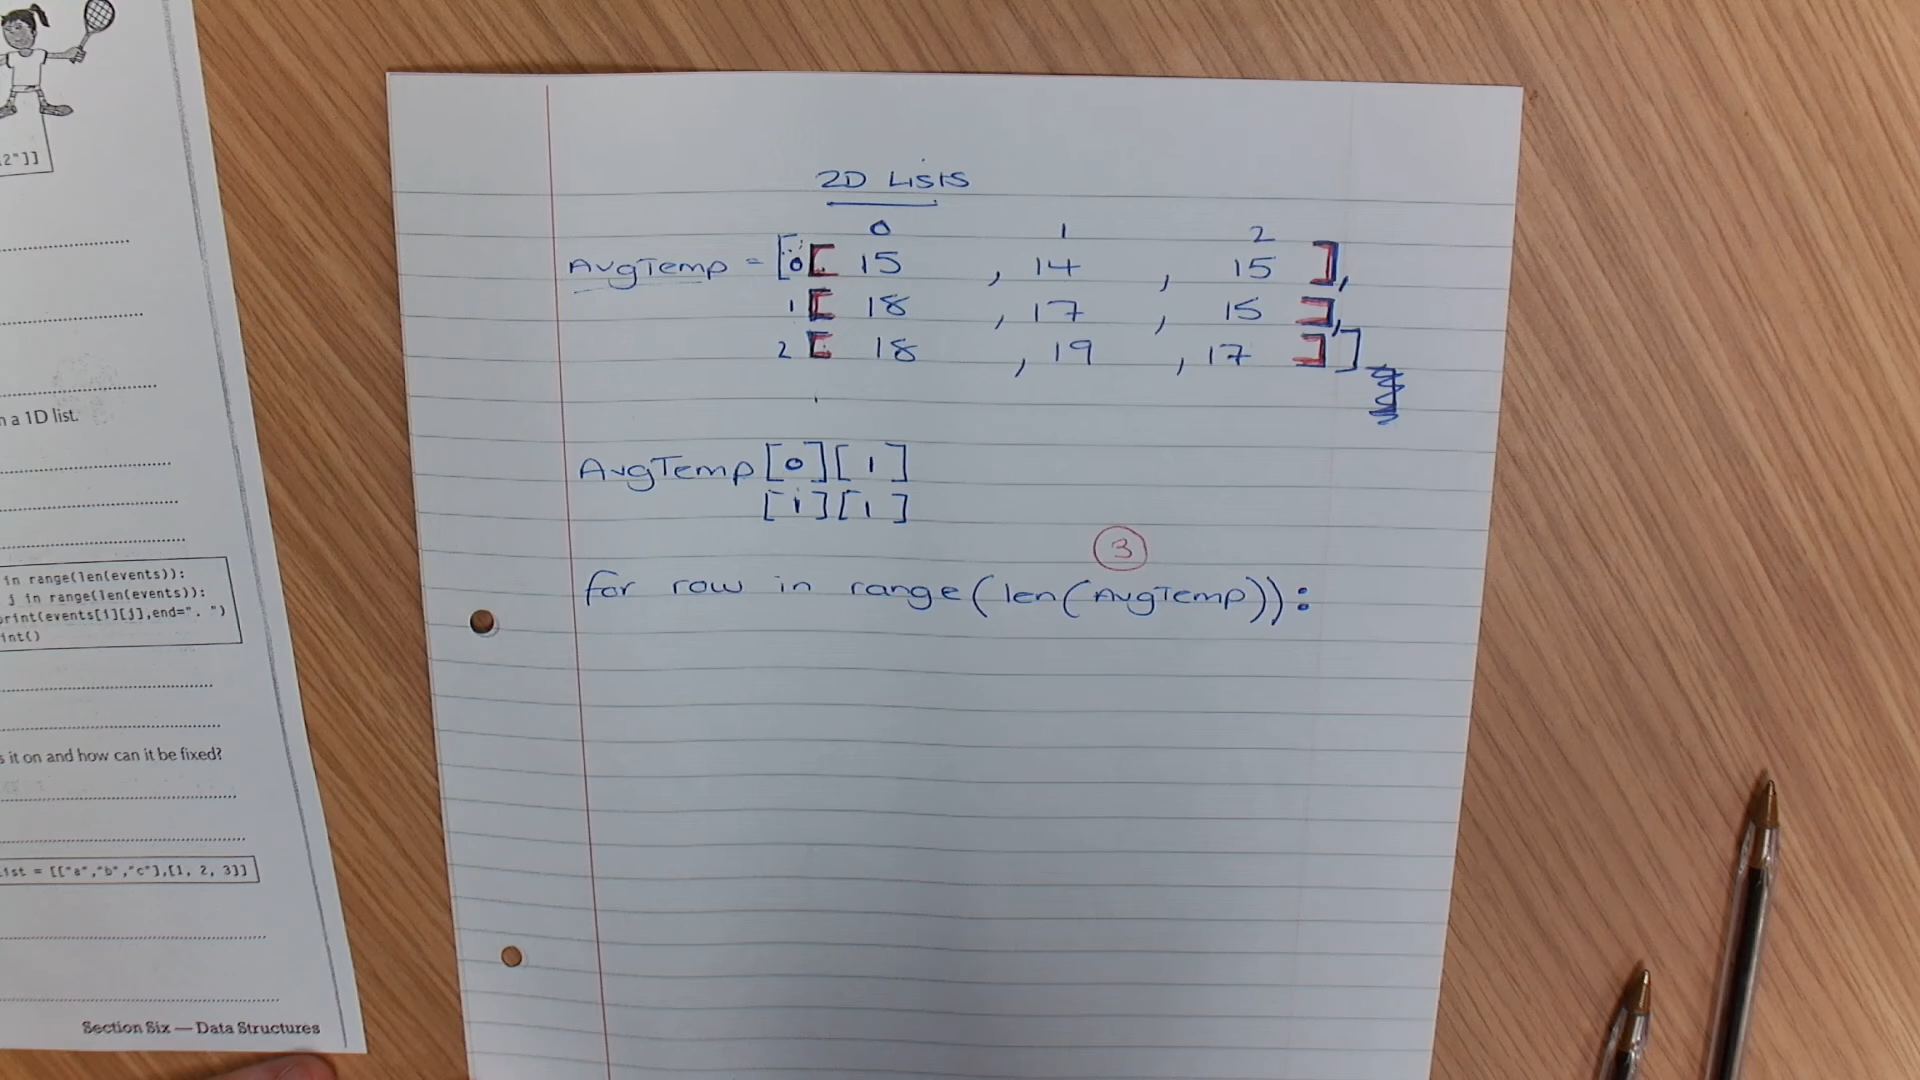 2"]]
a 1D list.
in range(len(events)):
j in range(len(events)):
print(events[i][j],end=". ")
int()
it on and how can it be fixed?
ist = [["a","b","c"],[1, 2, 3]]
Section Six — Data Structures
2D Lists
0 1 2
AvgTemp = [0[ 15 , 14 , 15 ],
1[ 18 , 17 , 15 ],
2[ 18 , 19 , 17 ]]
AvgTemp[0][1]
[i][1]
3
for row in range(len(AvgTemp)):